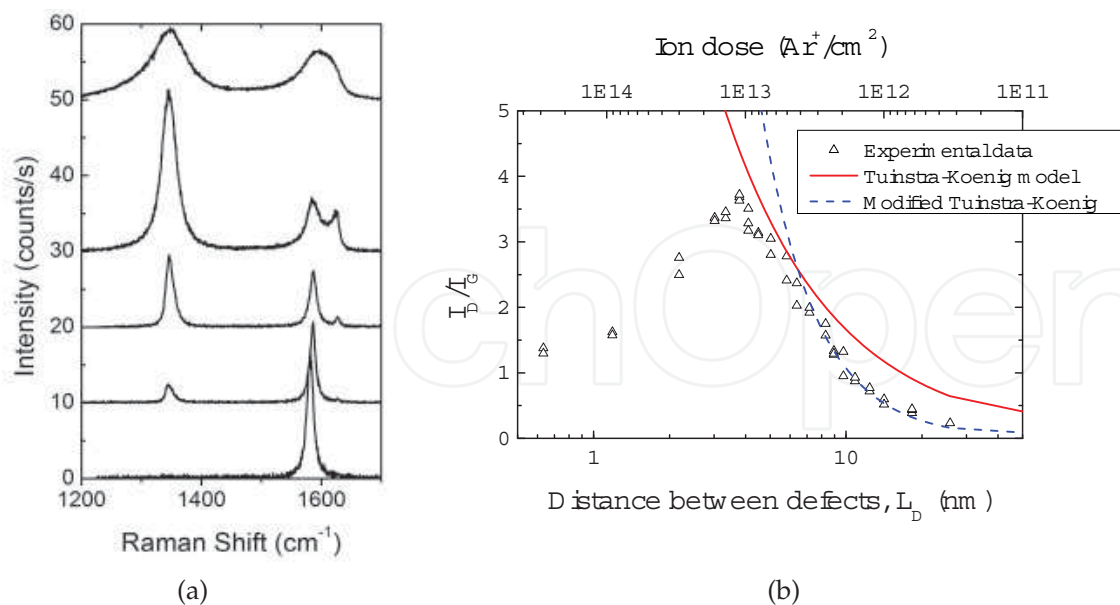 60
50
40
30
20
10
0
Intensity (counts/s)
1200 1400 1600
Raman Shift (cm⁻¹)
(a)
Ion dose (Ar⁺/cm²)
1E14 1E13 1E12 1E11
5
4
3
2
1
0
I_D/I_G
Experimental data
Tuinstra-Koenig model
Modified Tuinstra-Koenig
1 10
Distance between defects, L_D (nm)
(b)
chOpen